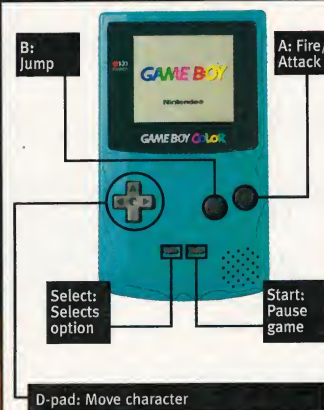 B:
Jump
A: Fire/
Attack
GAME BOY
Nintendo
GAME BOY COLOR
Select:
Selects
option
Start:
Pause
game
D-pad: Move character